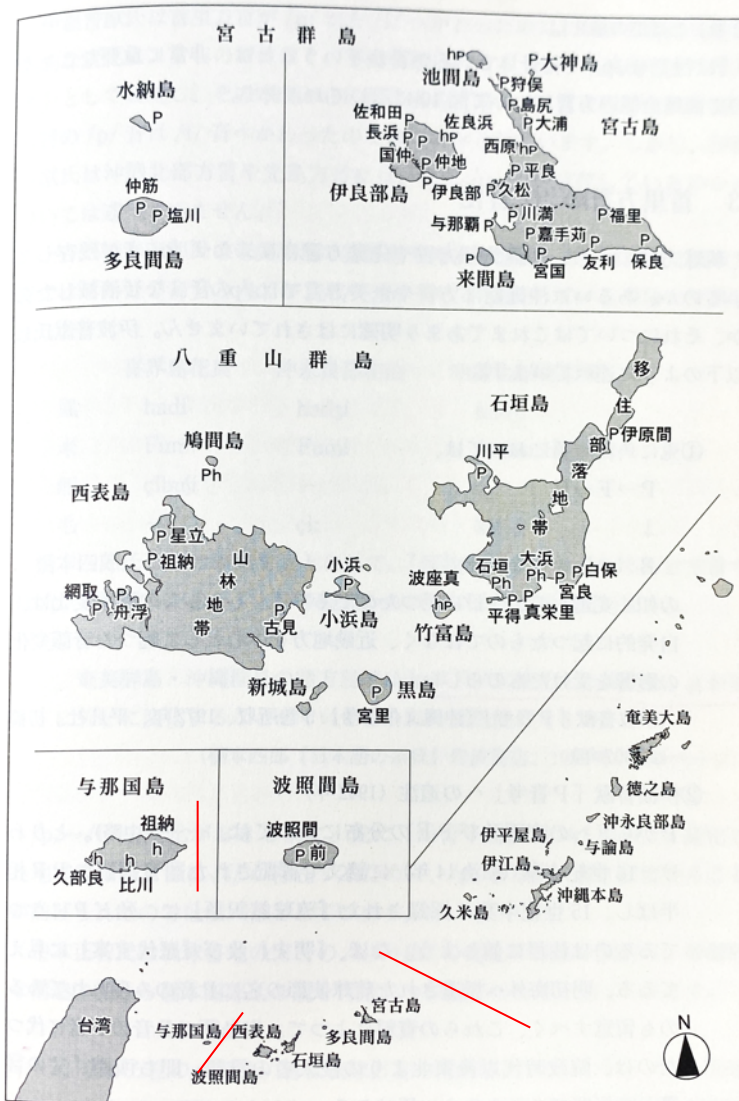 宮古群島
水納島
P
仲筋
P
P 塩川
多良間島
hp
池間島
大神島
P
P 狩俣
P 島尻
P 大浦
宮古島
佐和田 P
長浜 P
佐良浜
hp
国仲 P
P 仲地
伊良部島
P 伊良部
西原 hp
P 平良
P 久松
与那覇 P
P 川満
嘉手苅
P
P
福里
P
P
P
P
来間島
宮国
友利
保良
八重山群島
石垣島
移住部落地帯
P 伊原間
川平
P
鳩間島
Ph
西表島
P 星立
P 祖納
山林地帯
網取
P
P
舟浮
P
古見
小浜
P
小浜島
波座真
hp
竹富島
石垣
Ph
大浜
Ph
P
P 白保
宮良
P
P
平得
真栄里
新城島
P
P
黒島
宮里
与那国島
祖納
h
h
h
久部良
比川
波照間島
波照間
P 前
奄美大島
徳之島
沖永良部島
与論島
伊平屋島
伊江島
沖縄本島
久米島
台湾
与那国島
西表島
波照間島
石垣島
多良間島
宮古島
N